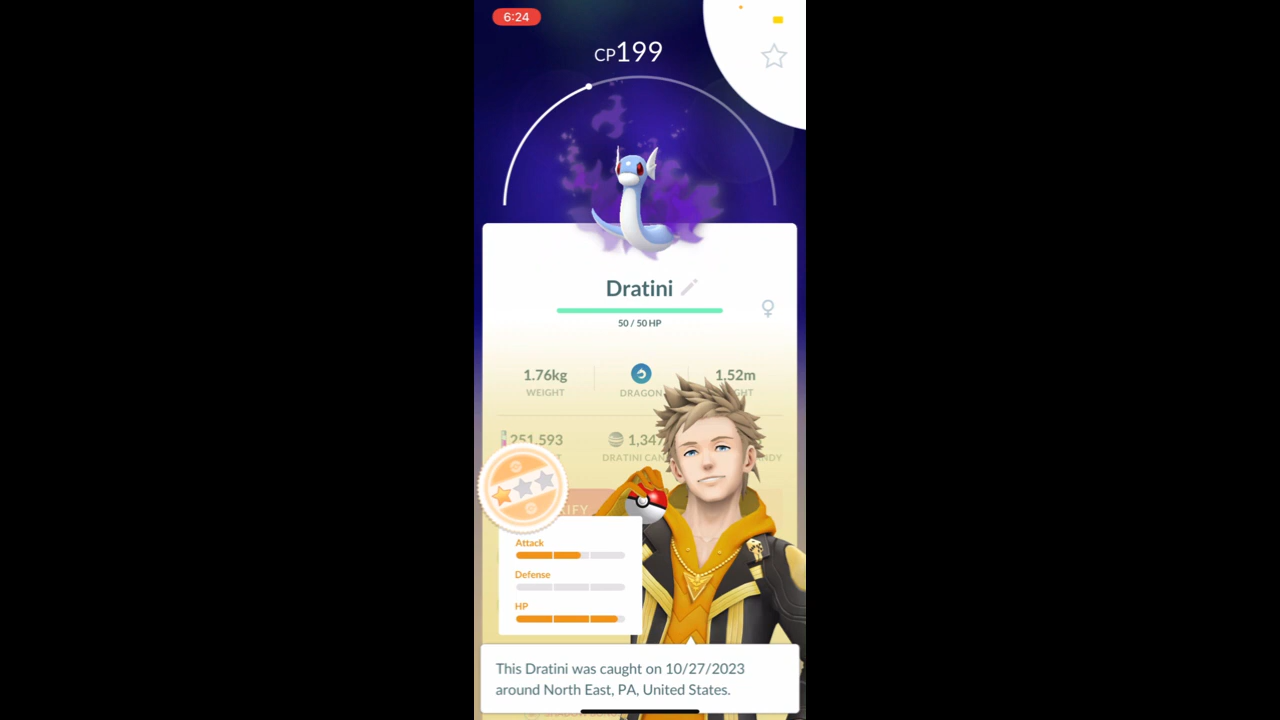 6:24
CP199
Dratini
50 / 50 HP
1.76kg
1.52m
WEIGHT
DRAGON
251,593
1,347
DRATINI
Attack
Defense
HP
This Dratini was caught on 10/27/2023
around North East, PA, United States.